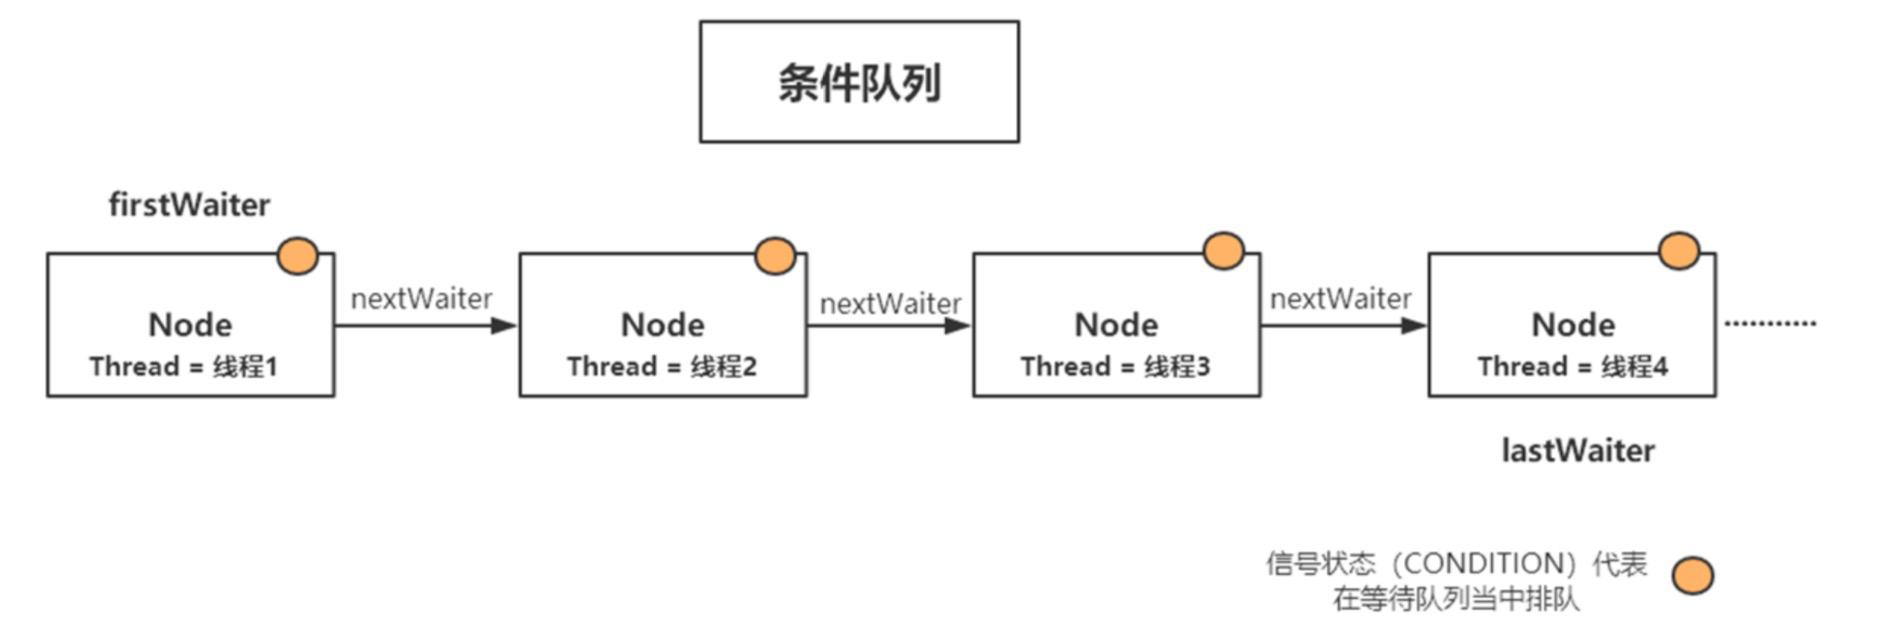 条件队列
firstWaiter
Node
Thread = 线程1
nextWaiter
Node
Thread = 线程2
nextWaiter
Node
Thread = 线程3
nextWaiter
Node
Thread = 线程4
lastWaiter
信号状态（CONDITION）代表
在等待队列当中排队